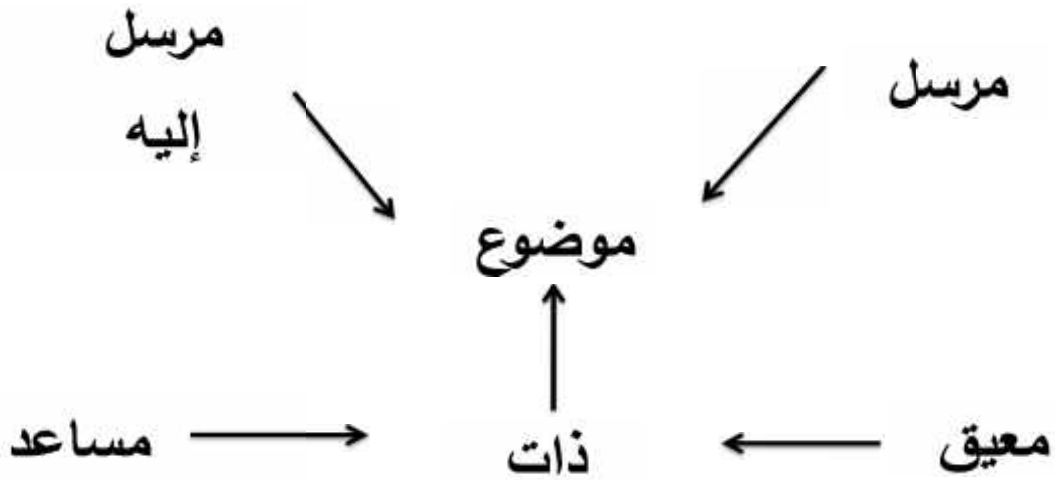 مرسل
مرسل
إليه
موضوع
معيق
ذات
مساعد